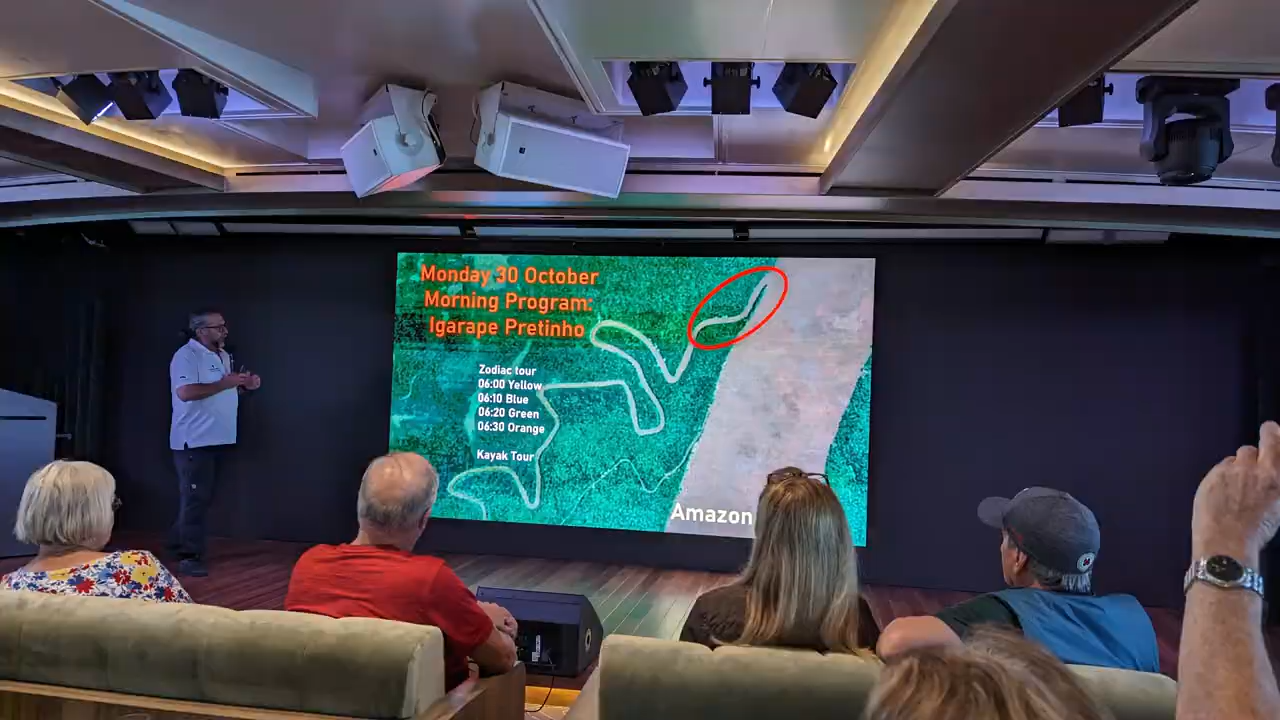 Monday 30 October
Morning Program:
Igarape Pretinho
Zodiac tour
06:00 Yellow
06:10 Blue
06:20 Green
06:30 Orange
Kayak Tour
Amazon